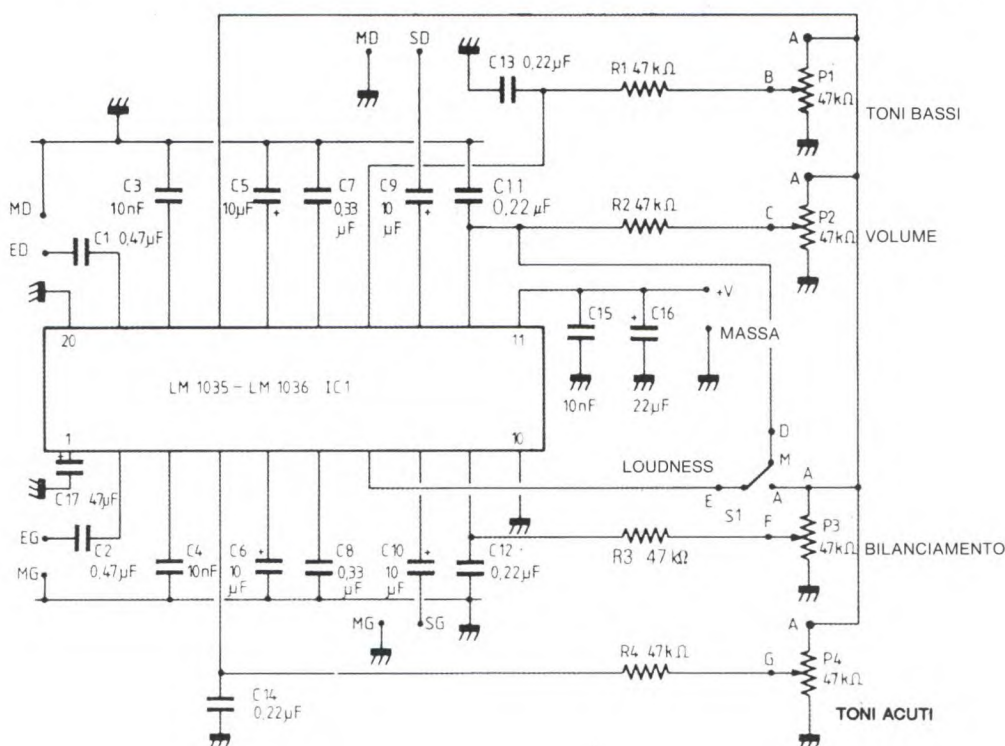 MD SD
C13 0,22µF
R1 47kΩ
A
B
P1
47kΩ
TONI BASSI
C3
10nF
C5
10µF
+
C7
0,33
µF
C9
10
µF
+
C11
0,22 µF
A
R2 47kΩ
C
P2
47kΩ
VOLUME
MD
ED
C1 0,47µF
20
11
+V
C15
10nF
+
C16
22µF
MASSA
LM 1035 – LM 1036 IC1
1
10
D
LOUDNESS
M
E
S1
A
A
+
C17 47µF
EG
C2
0,47µF
MG
C4
10nF
C6
10
µF
+
C8
0,33
µF
C10
10
µF
+
C12
0,22µF
R3 47 kΩ
F
P3
47kΩ
BILANCIAMENTO
MG SG
A
R4 47kΩ
G
P4
47kΩ
C14
0,22µF
TONI ACUTI